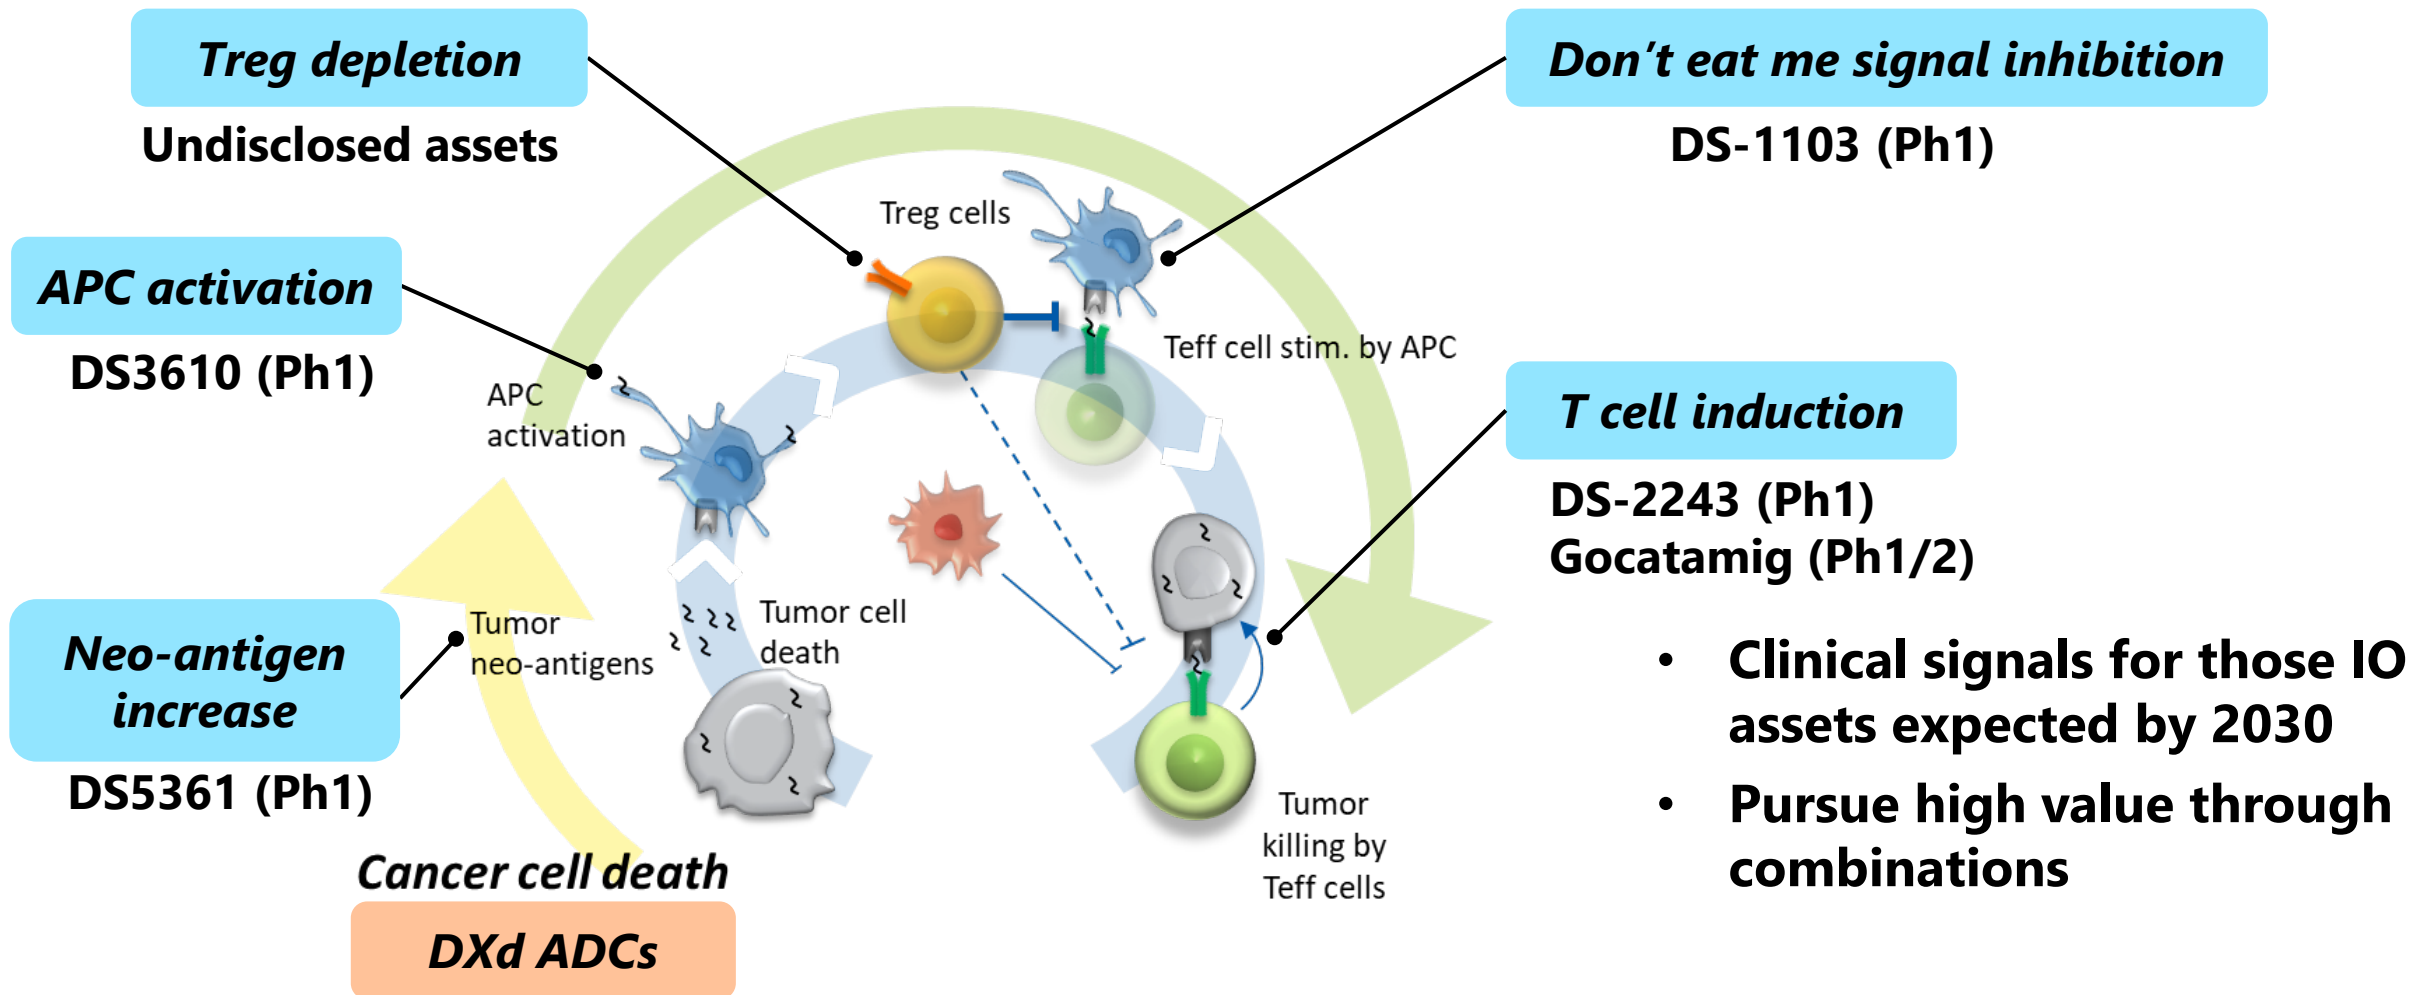 Treg depletion
Undisclosed assets
Don’t eat me signal inhibition
DS-1103 (Ph1)
Treg cells
APC activation
DS3610 (Ph1)
APC
activation
Teff cell stim. by APC
T cell induction
DS-2243 (Ph1)
Gocatamig (Ph1/2)
Neo-antigen
increase
DS5361 (Ph1)
Tumor
neo-antigens
Tumor cell
death
• Clinical signals for those IO
assets expected by 2030
• Pursue high value through
combinations
Tumor
killing by
Teff cells
Cancer cell death
DXd ADCs